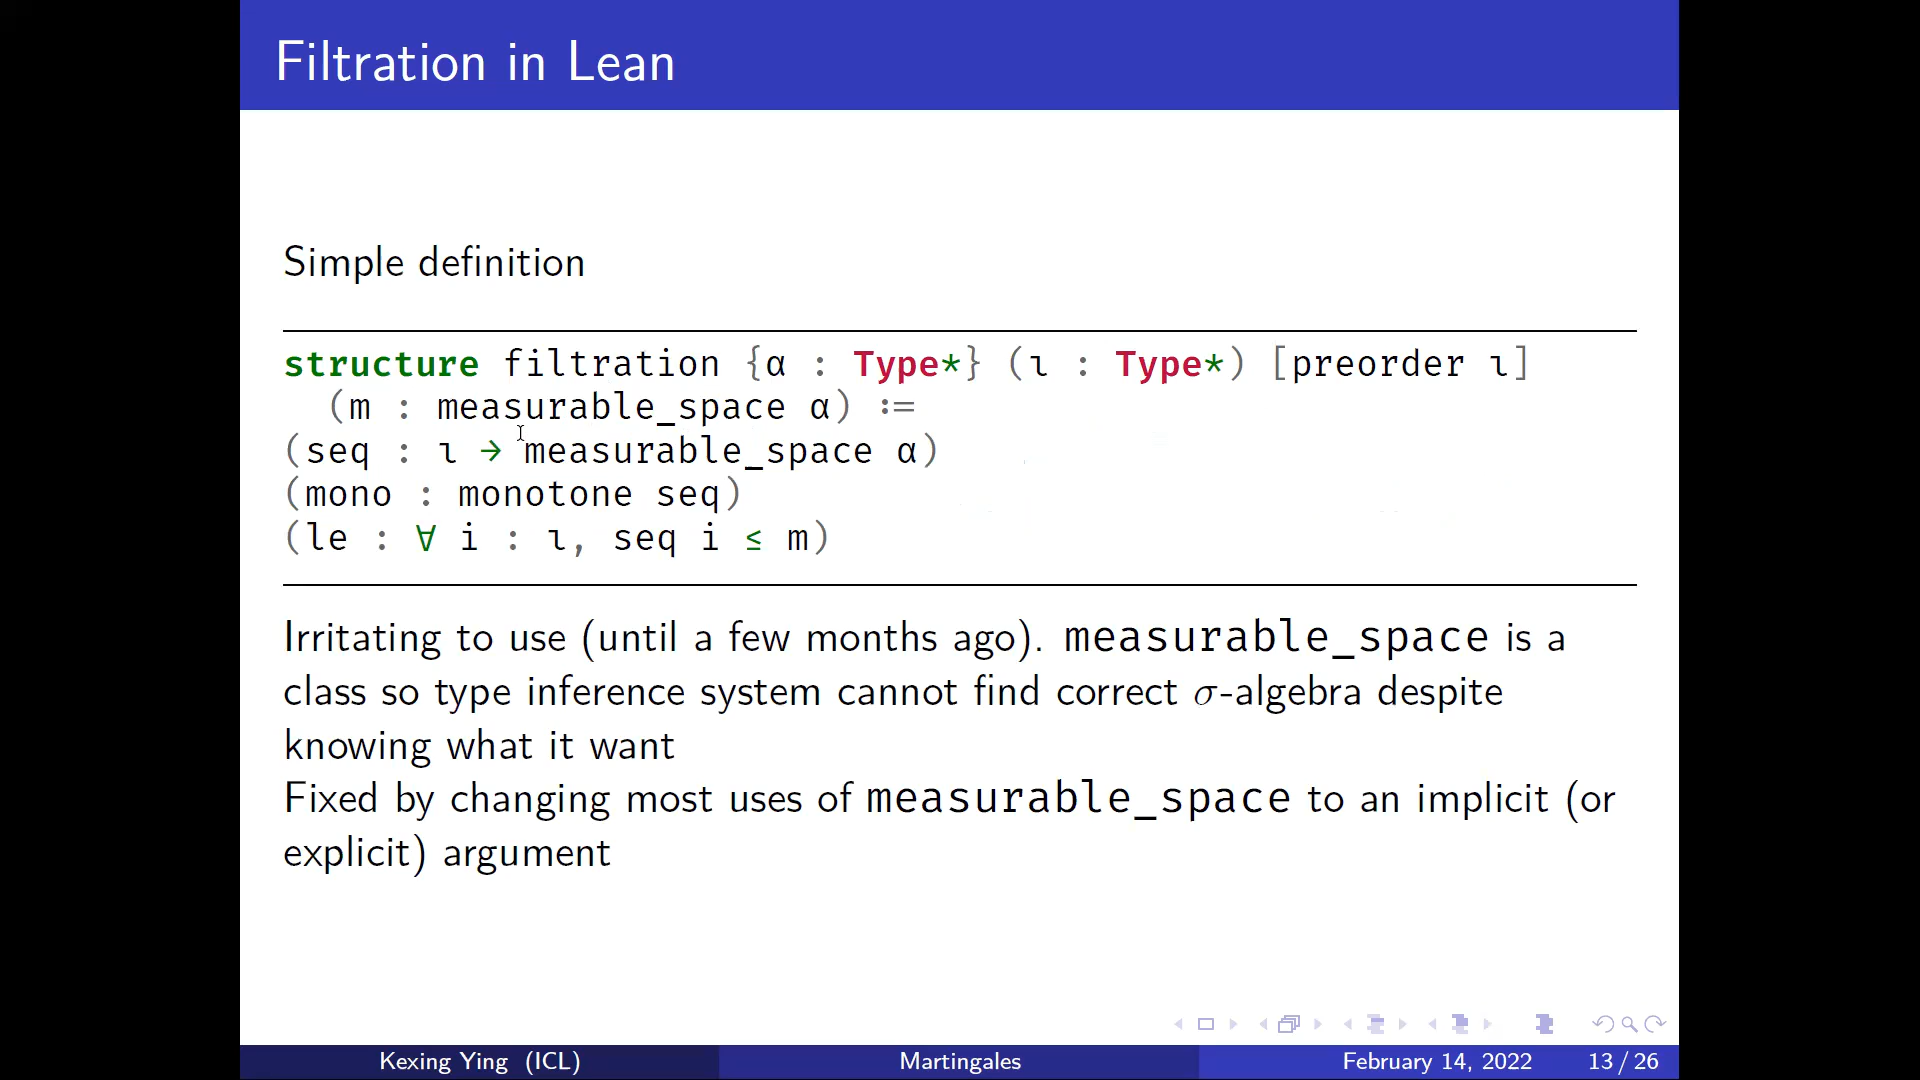 Filtration in Lean
Simple definition
structure filtration {α : Type*} (ι : Type*) [preorder ι]
(m : measurable_space α) :=
(seq : ι → measurable_space α)
(mono : monotone seq)
(le : ∀ i : ι, seq i ≤ m)
Irritating to use (until a few months ago). measurable_space is a
class so type inference system cannot find correct σ-algebra despite
knowing what it want
Fixed by changing most uses of measurable_space to an implicit (or
explicit) argument
Kexing Ying (ICL) Martingales February 14, 2022 13 / 26